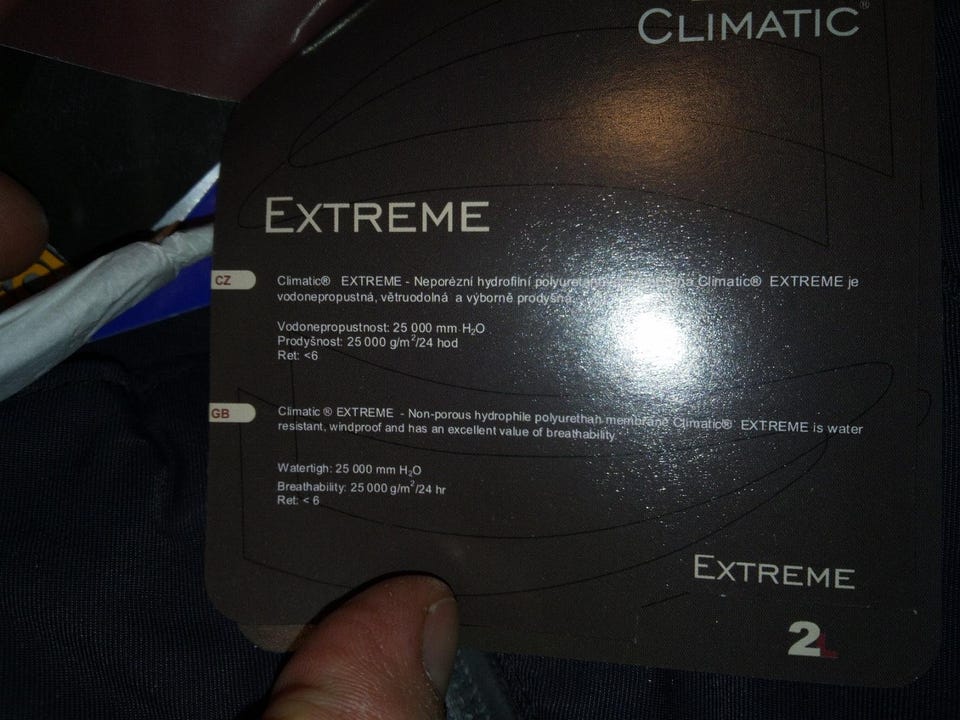 CLIMATIC®
EXTREME
CZ
Climatic® EXTREME - Neporézní hydrofilní Climatic® EXTREME je
vodonepropustná, větruodolná a výborně prodyšná.
Vodonepropustnost: 25 000 mm H₂O
Prodyšnost: 25 000 g/m²/24 hod
Ret: <6
GB
Climatic ® EXTREME - Non-porous hydrophile polyurethan membrane Climatic® EXTREME is water
resistant, windproof and has an excellent value of breathability
Watertigh: 25 000 mm H₂O
Breathability: 25 000 g/m²/24 hr
Ret: < 6
EXTREME
2L